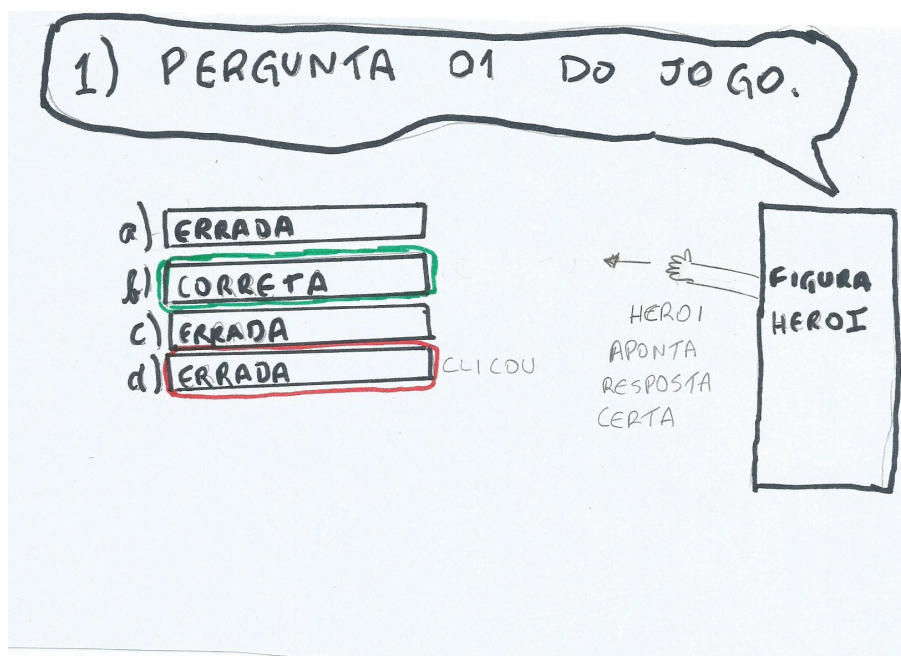 1) PERGUNTA 01 DO JOGO.
a) ERRADA
b) CORRETA
c) ERRADA
d) ERRADA CLICOU
HEROI
APONTA
RESPOSTA
CERTA
FIGURA
HEROI